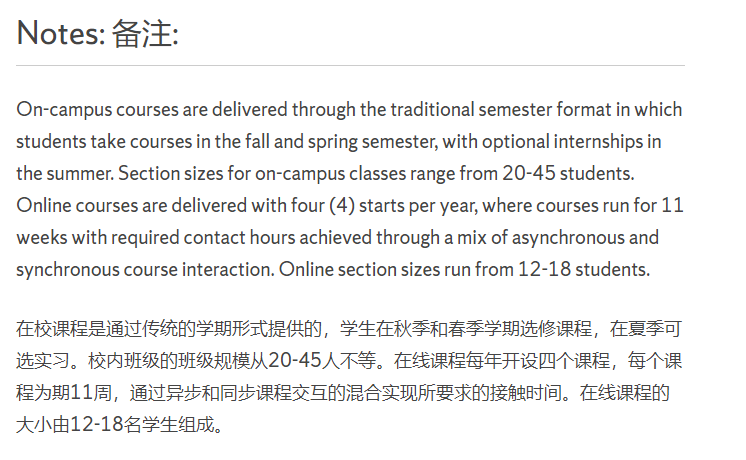 Notes: 备注:
On-campus courses are delivered through the traditional semester format in which
students take courses in the fall and spring semester, with optional internships in
the summer. Section sizes for on-campus classes range from 20-45 students.
Online courses are delivered with four (4) starts per year, where courses run for 11
weeks with required contact hours achieved through a mix of asynchronous and
synchronous course interaction. Online section sizes run from 12-18 students.
在校课程是通过传统的学期形式提供的，学生在秋季和春季学期选修课程，在夏季可
选实习。校内班级的班级规模从20-45人不等。在线课程每年开设四个课程，每个课
程为期11周，通过异步和同步课程交互的混合实现所要求的接触时间。在线课程的
大小由12-18名学生组成。